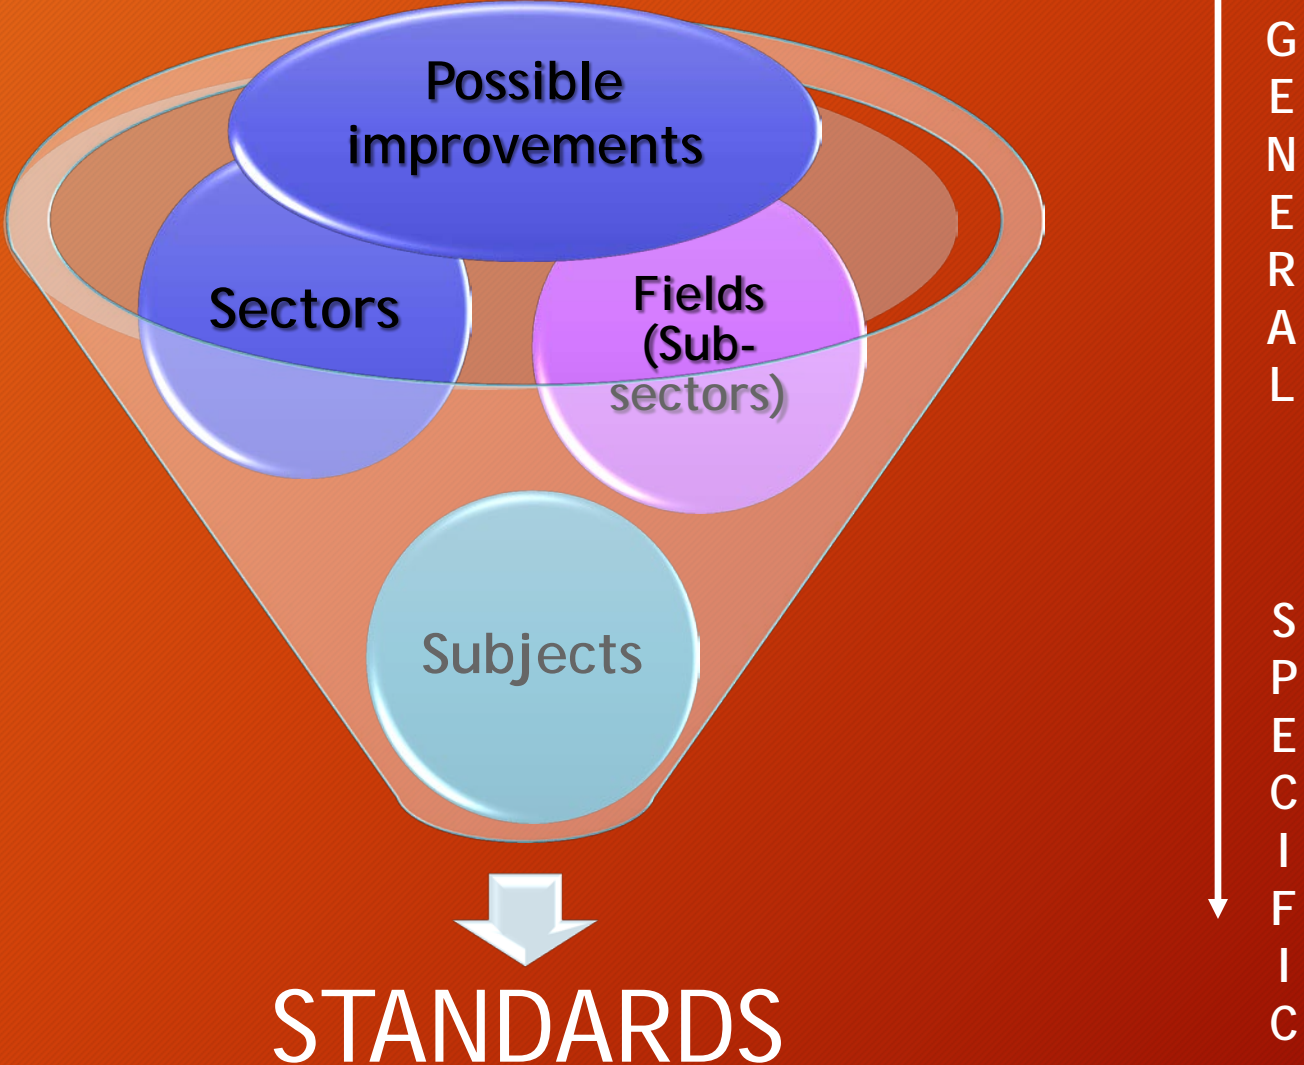 Possible
improvements
Sectors
Fields
(Sub-
sectors)
Subjects
STANDARDS
G
E
N
E
R
A
L
S
P
E
C
I
F
I
C